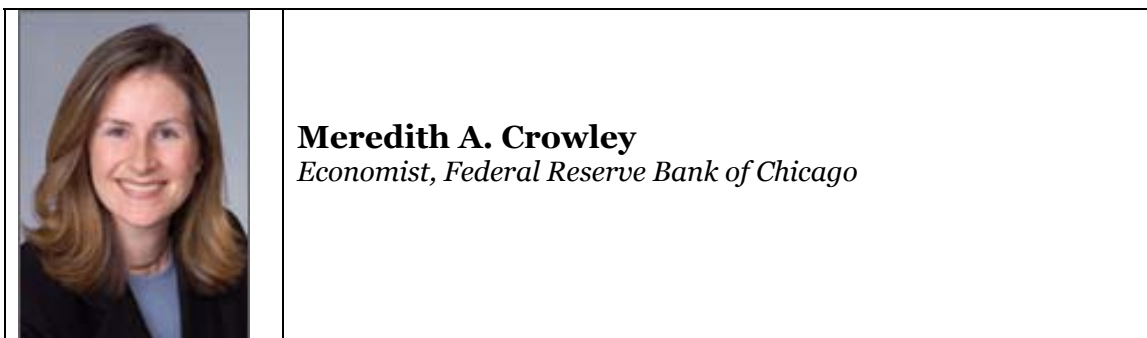 Meredith A. Crowley
Economist, Federal Reserve Bank of Chicago